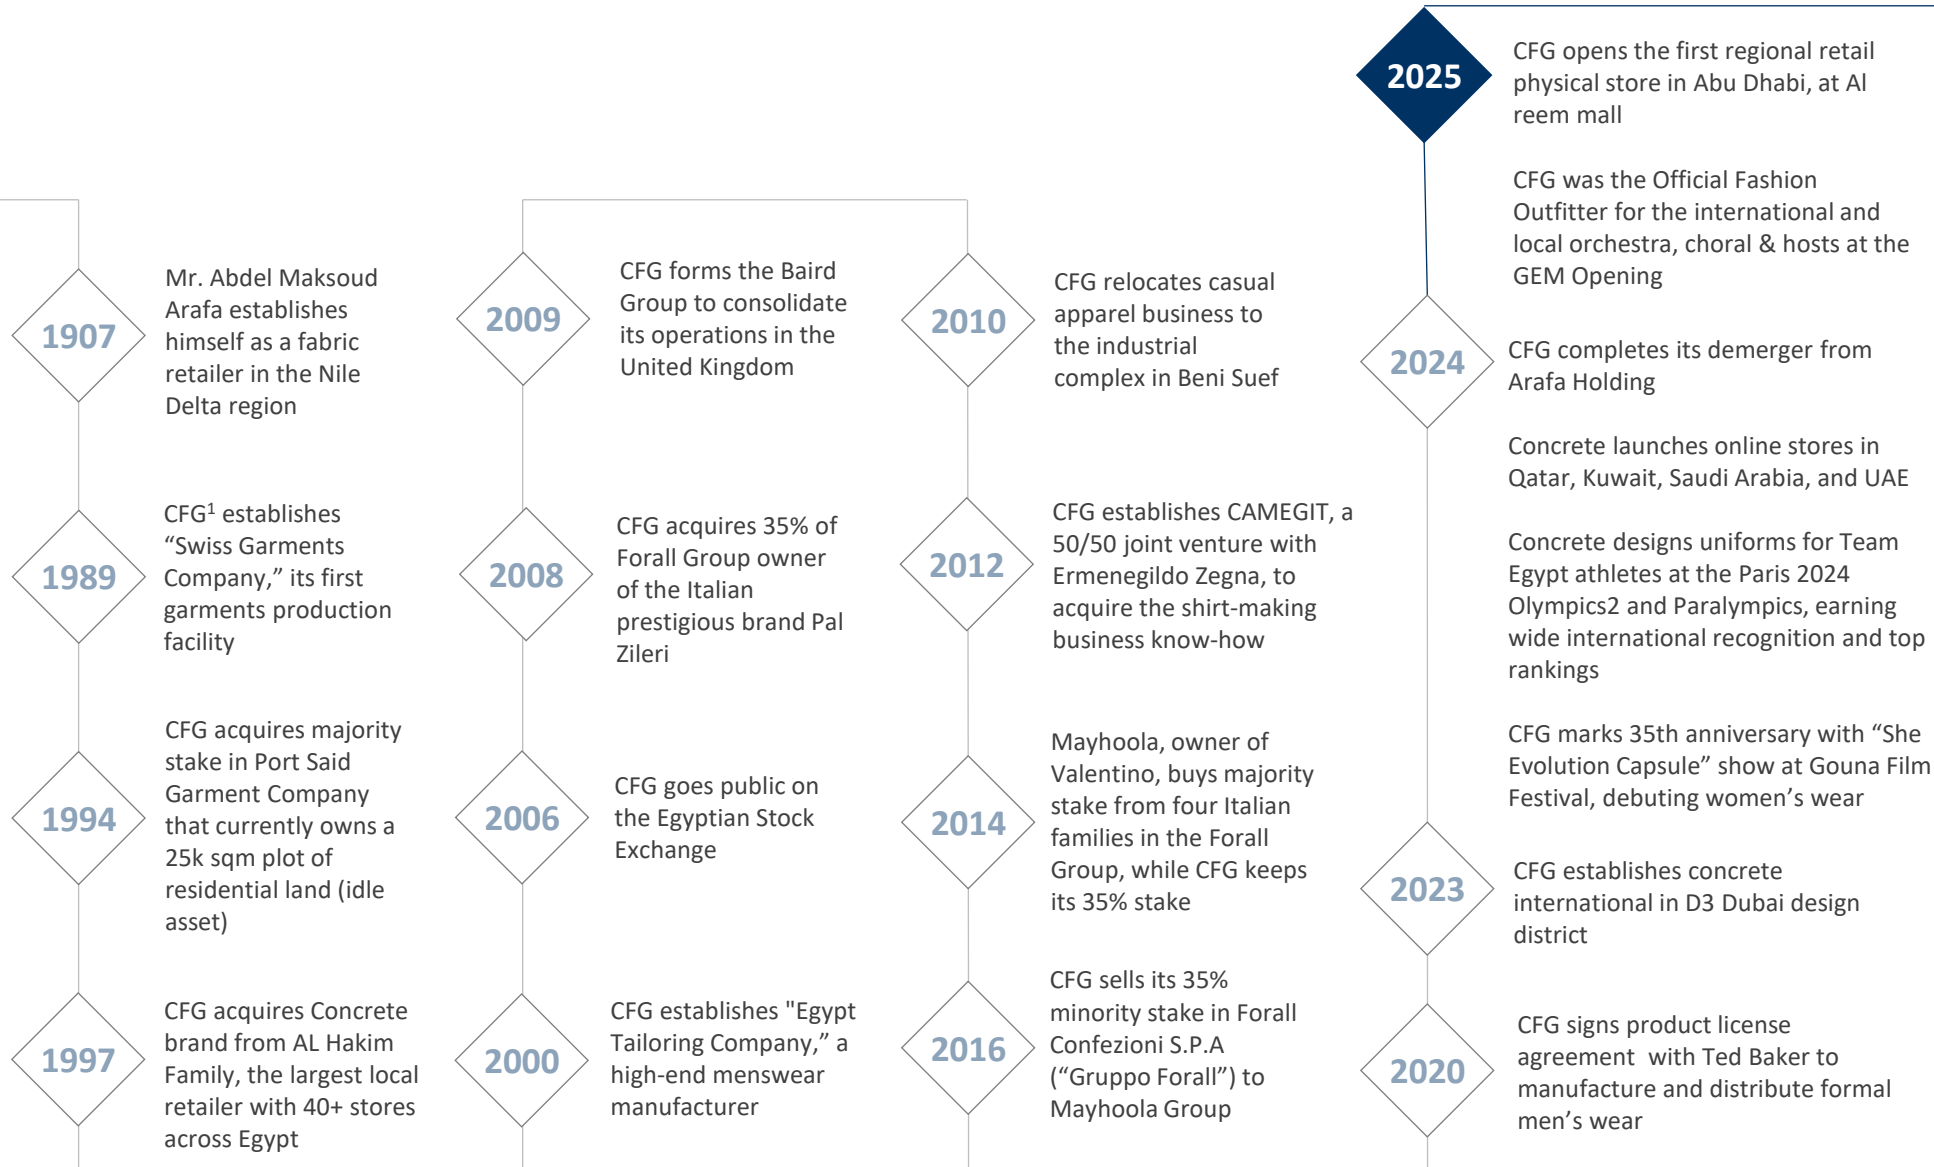 1907
Mr. Abdel Maksoud
Arafa establishes
himself as a fabric
retailer in the Nile
Delta region
1989
CFG¹ establishes
“Swiss Garments
Company,” its first
garments production
facility
1994
CFG acquires majority
stake in Port Said
Garment Company
that currently owns a
25k sqm plot of
residential land (idle
asset)
1997
CFG acquires Concrete
brand from AL Hakim
Family, the largest local
retailer with 40+ stores
across Egypt
2009
CFG forms the Baird
Group to consolidate
its operations in the
United Kingdom
2008
CFG acquires 35% of
Forall Group owner
of the Italian
prestigious brand Pal
Zileri
2006
CFG goes public on
the Egyptian Stock
Exchange
2000
CFG establishes "Egypt
Tailoring Company,” a
high-end menswear
manufacturer
2010
CFG relocates casual
apparel business to
the industrial
complex in Beni Suef
2012
CFG establishes CAMEGIT, a
50/50 joint venture with
Ermenegildo Zegna, to
acquire the shirt-making
business know-how
2014
Mayhoola, owner of
Valentino, buys majority
stake from four Italian
families in the Forall
Group, while CFG keeps
its 35% stake
2016
CFG sells its 35%
minority stake in Forall
Confezioni S.P.A
(“Gruppo Forall”) to
Mayhoola Group
2025
CFG opens the first regional retail
physical store in Abu Dhabi, at Al
reem mall
CFG was the Official Fashion
Outfitter for the international and
local orchestra, choral & hosts at the
GEM Opening
2024
CFG completes its demerger from
Arafa Holding
Concrete launches online stores in
Qatar, Kuwait, Saudi Arabia, and UAE
Concrete designs uniforms for Team
Egypt athletes at the Paris 2024
Olympics2 and Paralympics, earning
wide international recognition and top
rankings
CFG marks 35th anniversary with “She
Evolution Capsule” show at Gouna Film
Festival, debuting women’s wear
2023
CFG establishes concrete
international in D3 Dubai design
district
2020
CFG signs product license
agreement  with Ted Baker to
manufacture and distribute formal
men’s wear